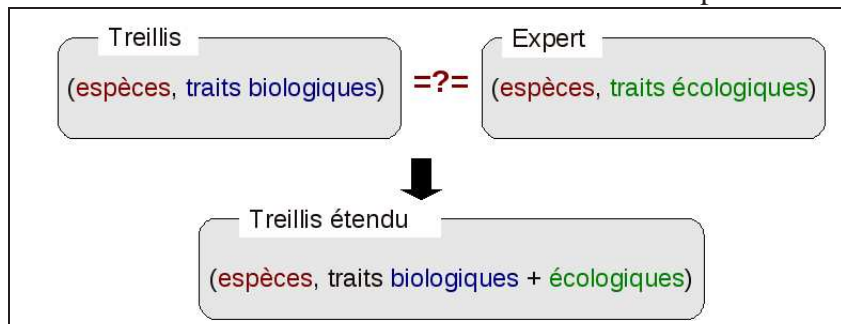 Treillis
Expert
(espèces, traits biologiques) =?= (espèces, traits écologiques)
Treillis étendu
(espèces, traits biologiques + écologiques)